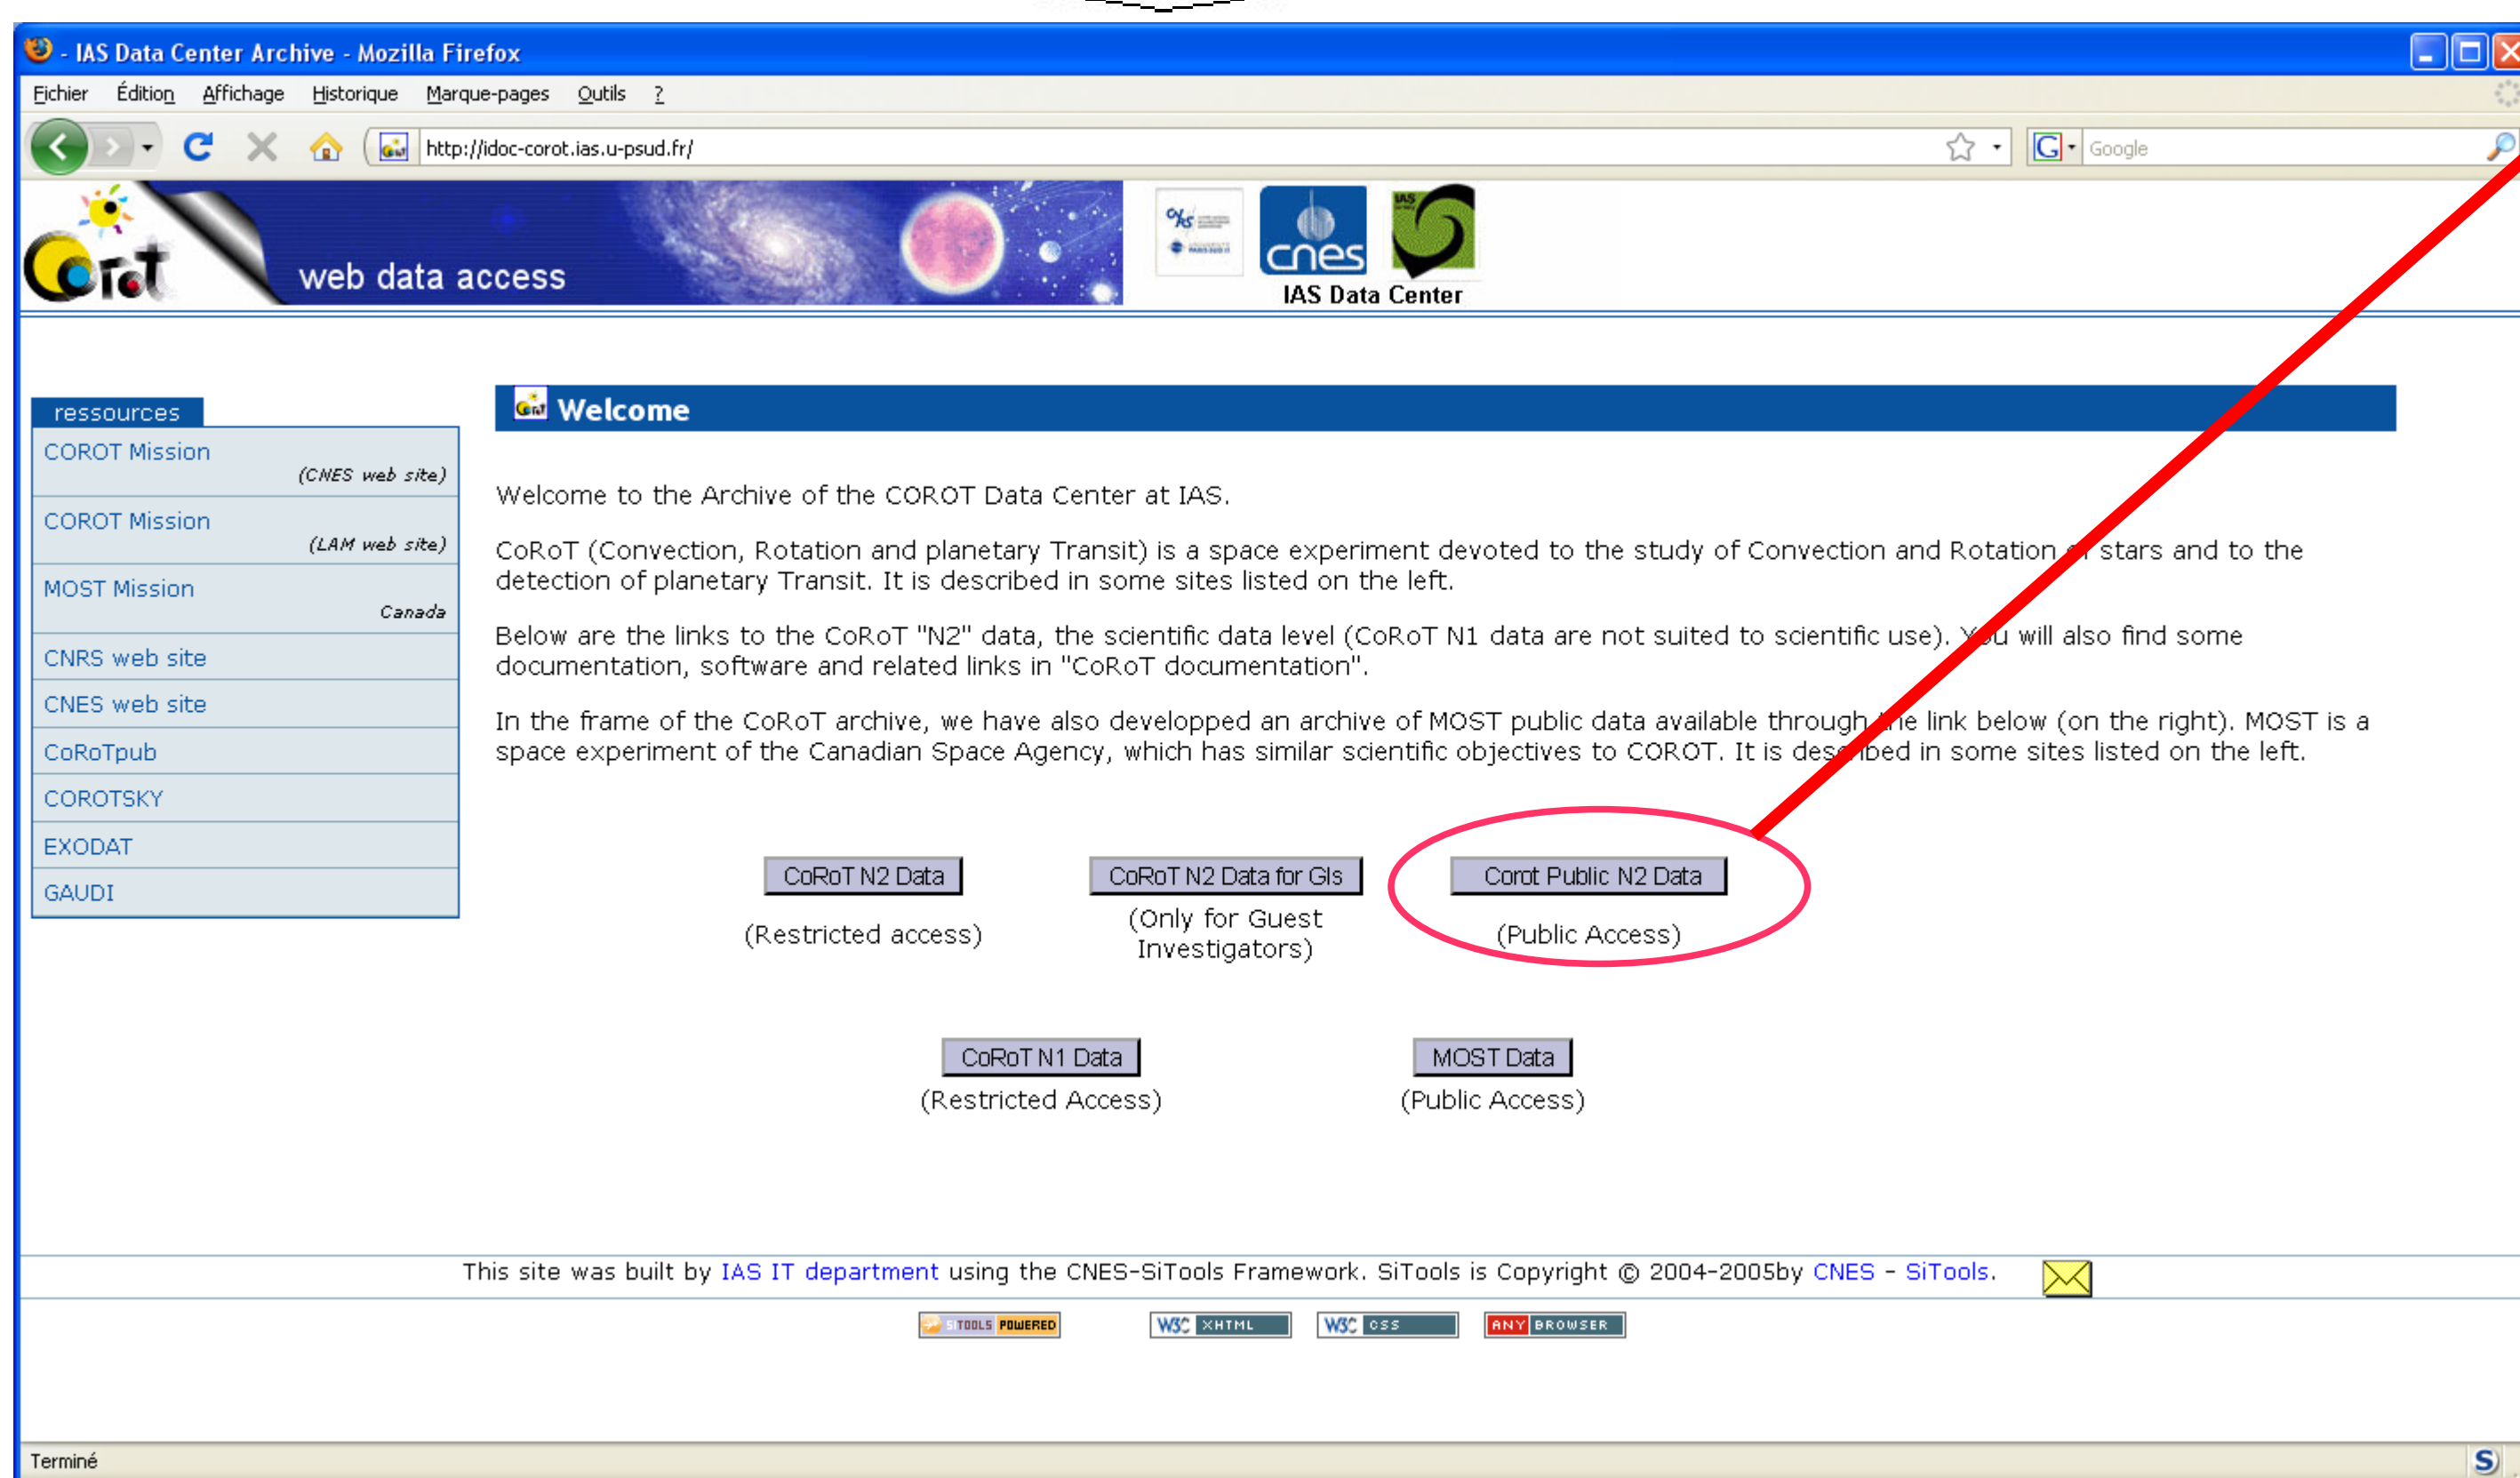 - IAS Data Center Archive - Mozilla Firefox
Fichier Édition Affichage Historique Marque-pages Outils ?
http://idoc-corot.ias.u-psud.fr/
G Google
Corot
web data access
cnes
IAS
IAS Data Center
ressources
COROT Mission
(CNES web site)
COROT Mission
(LAM web site)
MOST Mission
Canada
CNRS web site
CNES web site
CoRoTpub
COROTSKY
EXODAT
GAUDI
Welcome
Welcome to the Archive of the COROT Data Center at IAS.
CoRoT (Convection, Rotation and planetary Transit) is a space experiment devoted to the study of Convection and Rotation of stars and to the
detection of planetary Transit. It is described in some sites listed on the left.
Below are the links to the CoRoT "N2" data, the scientific data level (CoRoT N1 data are not suited to scientific use). You will also find some
documentation, software and related links in "CoRoT documentation".
In the frame of the CoRoT archive, we have also developped an archive of MOST public data available through the link below (on the right). MOST is a
space experiment of the Canadian Space Agency, which has similar scientific objectives to COROT. It is described in some sites listed on the left.
CoRoT N2 Data
CoRoT N2 Data for GIs
Corot Public N2 Data
(Restricted access)
(Only for Guest
Investigators)
(Public Access)
CoRoT N1 Data
MOST Data
(Restricted Access)
(Public Access)
This site was built by IAS IT department using the CNES-SiTools Framework. SiTools is Copyright © 2004-2005by CNES - SiTools.
SITOOLS POWERED
W3C XHTML
W3C CSS
ANY BROWSER
Terminé
S